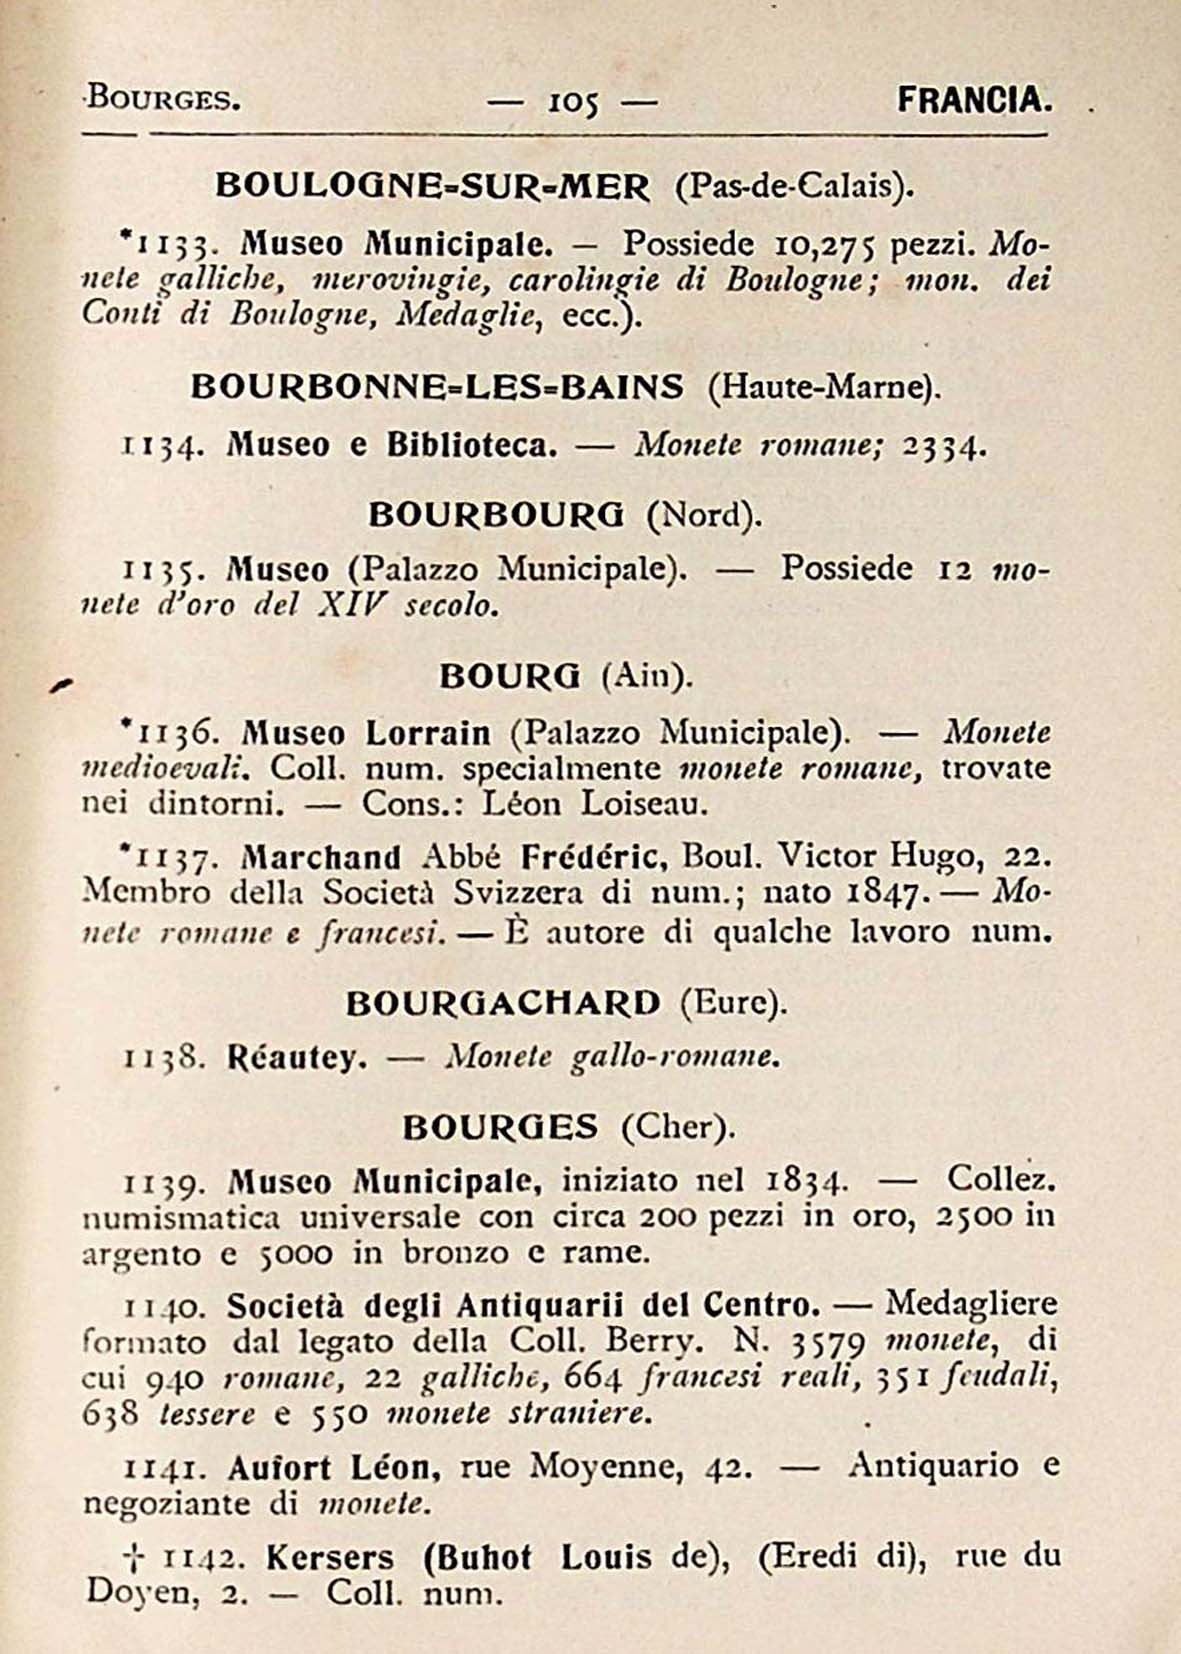 BOURGES. — 105 — FRANCIA.
BOULOGNE-SUR-MER (Pas-de-Calais).
*1133. Museo Municipale. — Possiede 10,275 pezzi. Mo-
nete galliche, merovingie, carolingie di Boulogne; mon. dei
Conti di Boulogne, Medaglie, ecc.).
BOURBONNE-LES-BAINS (Haute-Marne).
1134. Museo e Biblioteca. — Monete romane; 2334.
BOURBOURG (Nord).
1135. Museo (Palazzo Municipale). — Possiede 12 mo-
nete d'oro del XIV secolo.
BOURG (Ain).
*1136. Museo Lorrain (Palazzo Municipale). — Monete
medioevali. Coll. num. specialmente monete romane, trovate
nei dintorni. — Cons.: Léon Loiseau.
*1137. Marchand Abbé Frédéric, Boul. Victor Hugo, 22.
Membro della Società Svizzera di num.; nato 1847. — Mo-
nete romane e francesi. — È autore di qualche lavoro num.
BOURGACHARD (Eure).
1138. Réautey. — Monete gallo-romane.
BOURGES (Cher).
1139. Museo Municipale, iniziato nel 1834. — Collez.
numismatica universale con circa 200 pezzi in oro, 2500 in
argento e 5000 in bronzo e rame.
1140. Società degli Antiquarii del Centro. — Medagliere
formato dal legato della Coll. Berry. N. 3579 monete, di
cui 940 romane, 22 galliche, 664 francesi reali, 351 feudali,
638 tessere e 550 monete straniere.
1141. Aufort Léon, rue Moyenne, 42. — Antiquario e
negoziante di monete.
† 1142. Kersers (Buhot Louis de), (Eredi di), rue du
Doyen, 2. — Coll. num.